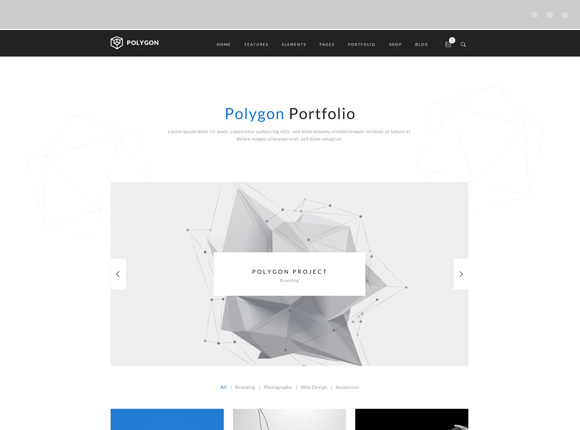 POLYGON
HOME FEATURES ELEMENTS PAGES PORTFOLIO SHOP BLOG
Polygon Portfolio
Lorem ipsum dolor sit amet, consetetur sadipscing elitr, sed diam nonumy eirmod tempor invidunt ut labore et
dolore magna aliquyam erat, sed diam voluptua.
POLYGON PROJECT
Branding
All | Branding | Photography | Web Design | Animation